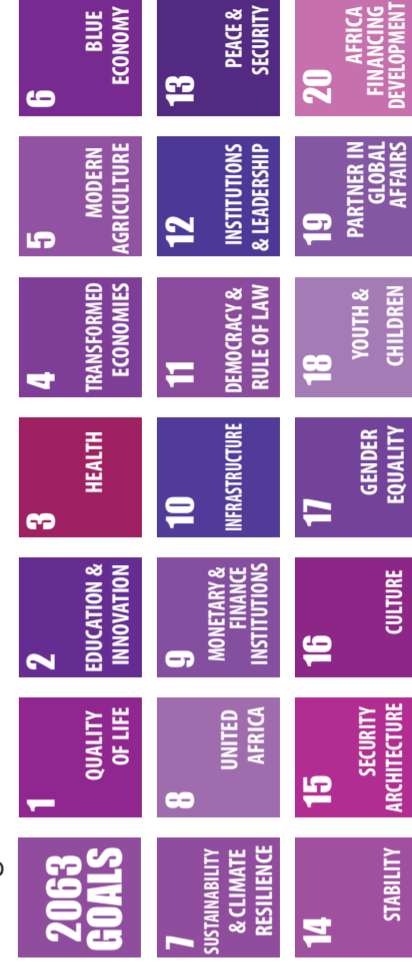 2063
GOALS
1
QUALITY
OF LIFE
2
EDUCATION &
INNOVATION
3
HEALTH
4
TRANSFORMED
ECONOMIES
5
MODERN
AGRICULTURE
6
BLUE
ECONOMY
7
SUSTAINABILITY
& CLIMATE
RESILIENCE
8
UNITED
AFRICA
9
MONETARY &
FINANCE
INSTITUTIONS
10
INFRASTRUCTURE
11
DEMOCRACY &
RULE OF LAW
12
INSTITUTIONS
& LEADERSHIP
13
PEACE &
SECURITY
14
STABILITY
15
SECURITY
ARCHITECTURE
16
CULTURE
17
GENDER
EQUALITY
18
YOUTH &
CHILDREN
19
PARTNER IN
GLOBAL
AFFAIRS
20
AFRICA
FINANCING
DEVELOPMENT